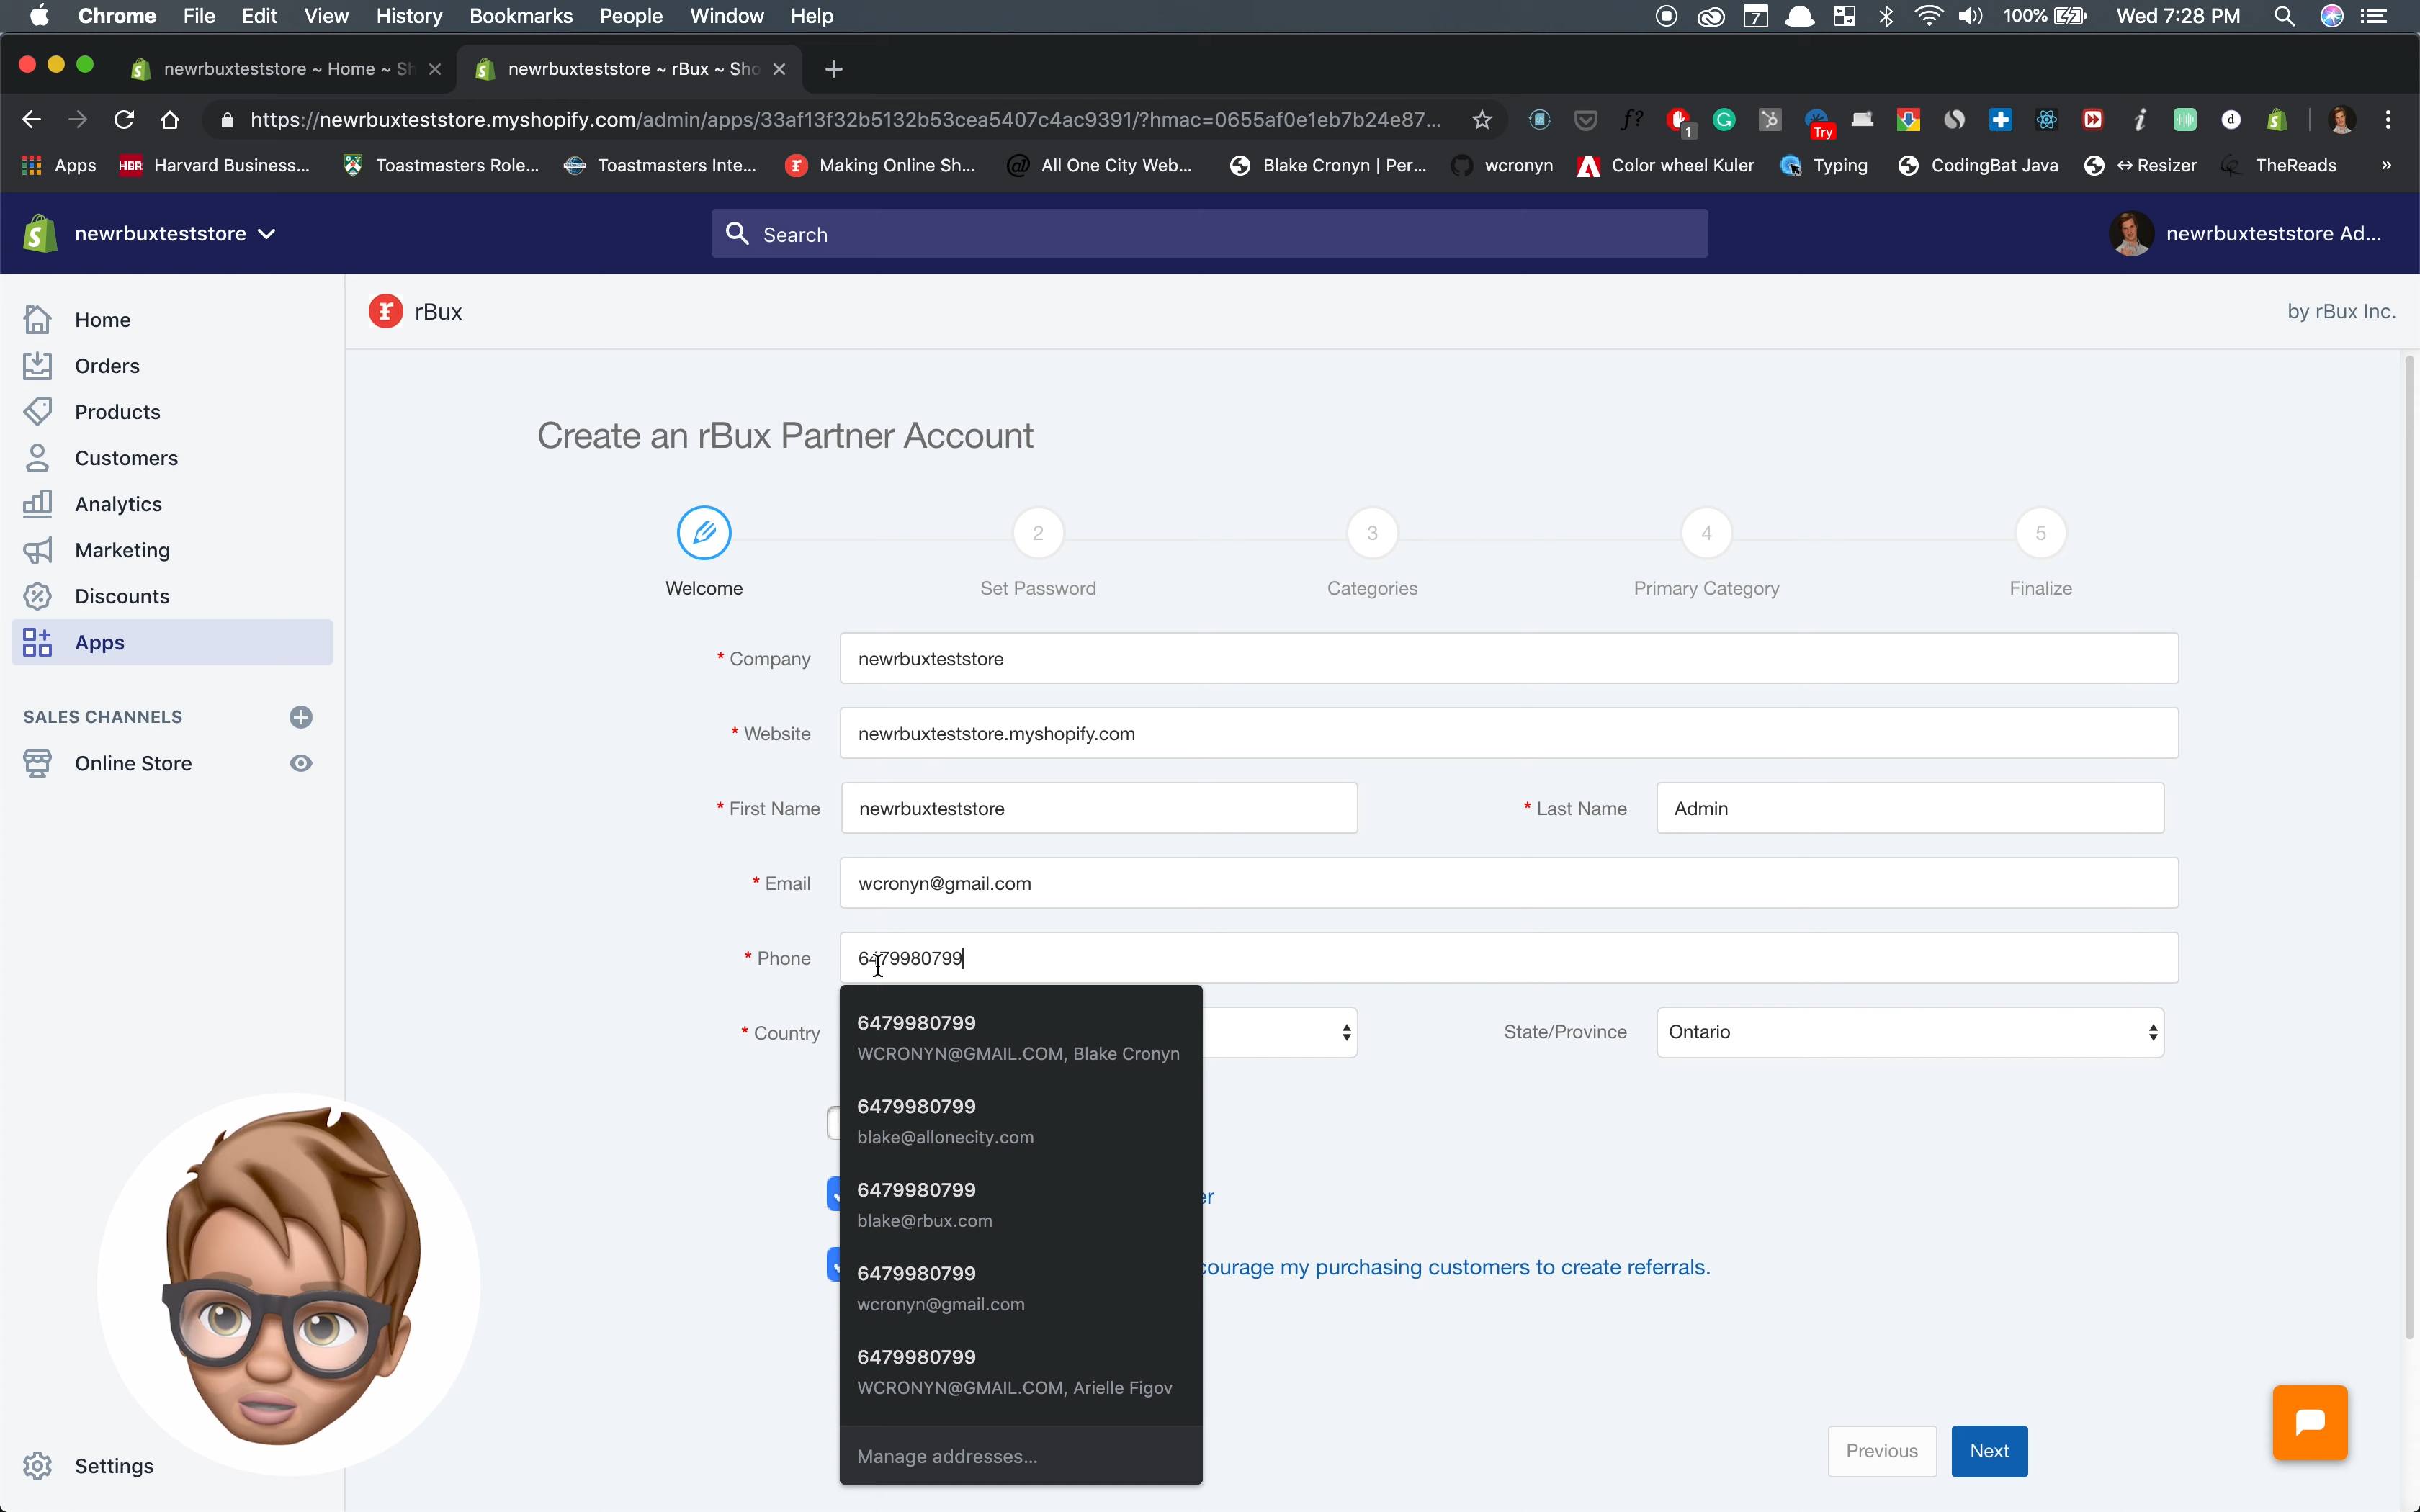 Chrome File Edit View History Bookmarks People Window Help 7 100% Wed 7:28 PM
newrbuxteststore ~ Home ~ Sh newrbuxteststore ~ rBux ~ Sho
https://newrbuxteststore.myshopify.com/admin/apps/33af13f32b5132b53cea5407c4ac9391/?hmac=0655af0e1eb7b24e87... f? 1 Try
Apps HBR Harvard Business... Toastmasters Role... Toastmasters Inte... Making Online Sh... All One City Web... Blake Cronyn | Per... wcronyn Color wheel Kuler Typing CodingBat Java ↔ Resizer TheReads »
newrbuxteststore Search newrbuxteststore Ad...
rBux by rBux Inc.
Home
Orders
Products
Customers
Analytics
Marketing
Discounts
Apps
SALES CHANNELS
Online Store
Settings
Create an rBux Partner Account
2 3 4 5
Welcome Set Password Categories Primary Category Finalize
* Company newrbuxteststore
* Website newrbuxteststore.myshopify.com
* First Name newrbuxteststore * Last Name Admin
* Email wcronyn@gmail.com
* Phone 6479980799
* Country State/Province Ontario
6479980799
WCRONYN@GMAIL.COM, Blake Cronyn
6479980799
blake@allonecity.com
6479980799
blake@rbux.com
er
6479980799
wcronyn@gmail.com
courage my purchasing customers to create referrals.
6479980799
WCRONYN@GMAIL.COM, Arielle Figov
Manage addresses...
Previous Next